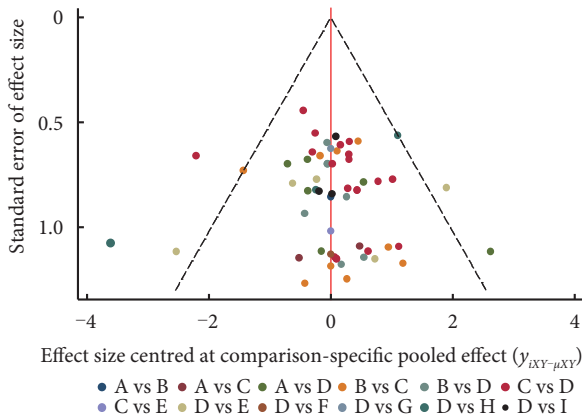 0
0.5
1.0
Standard error of effect size
−4 −2 0 2 4
Effect size centred at comparison-specific pooled effect (yiXY−μXY)
A vs B A vs C A vs D B vs C B vs D C vs D
C vs E D vs E D vs F D vs G D vs H D vs I